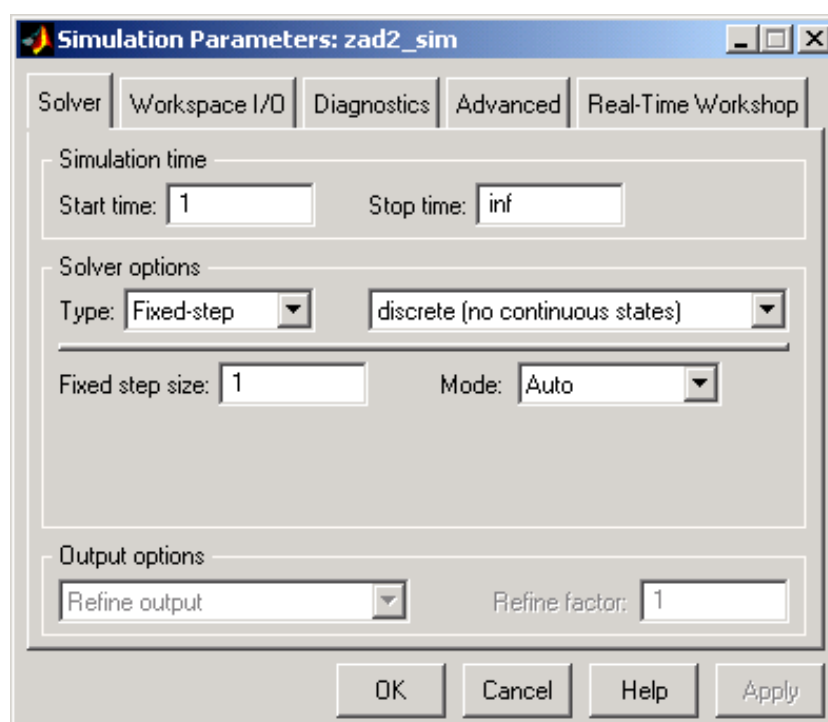 Simulation Parameters: zad2_sim
Solver Workspace I/O Diagnostics Advanced Real-Time Workshop
Simulation time
Start time: 1 Stop time: inf
Solver options
Type: Fixed-step discrete (no continuous states)
Fixed step size: 1 Mode: Auto
Output options
Refine output Refine factor: 1
OK Cancel Help Apply